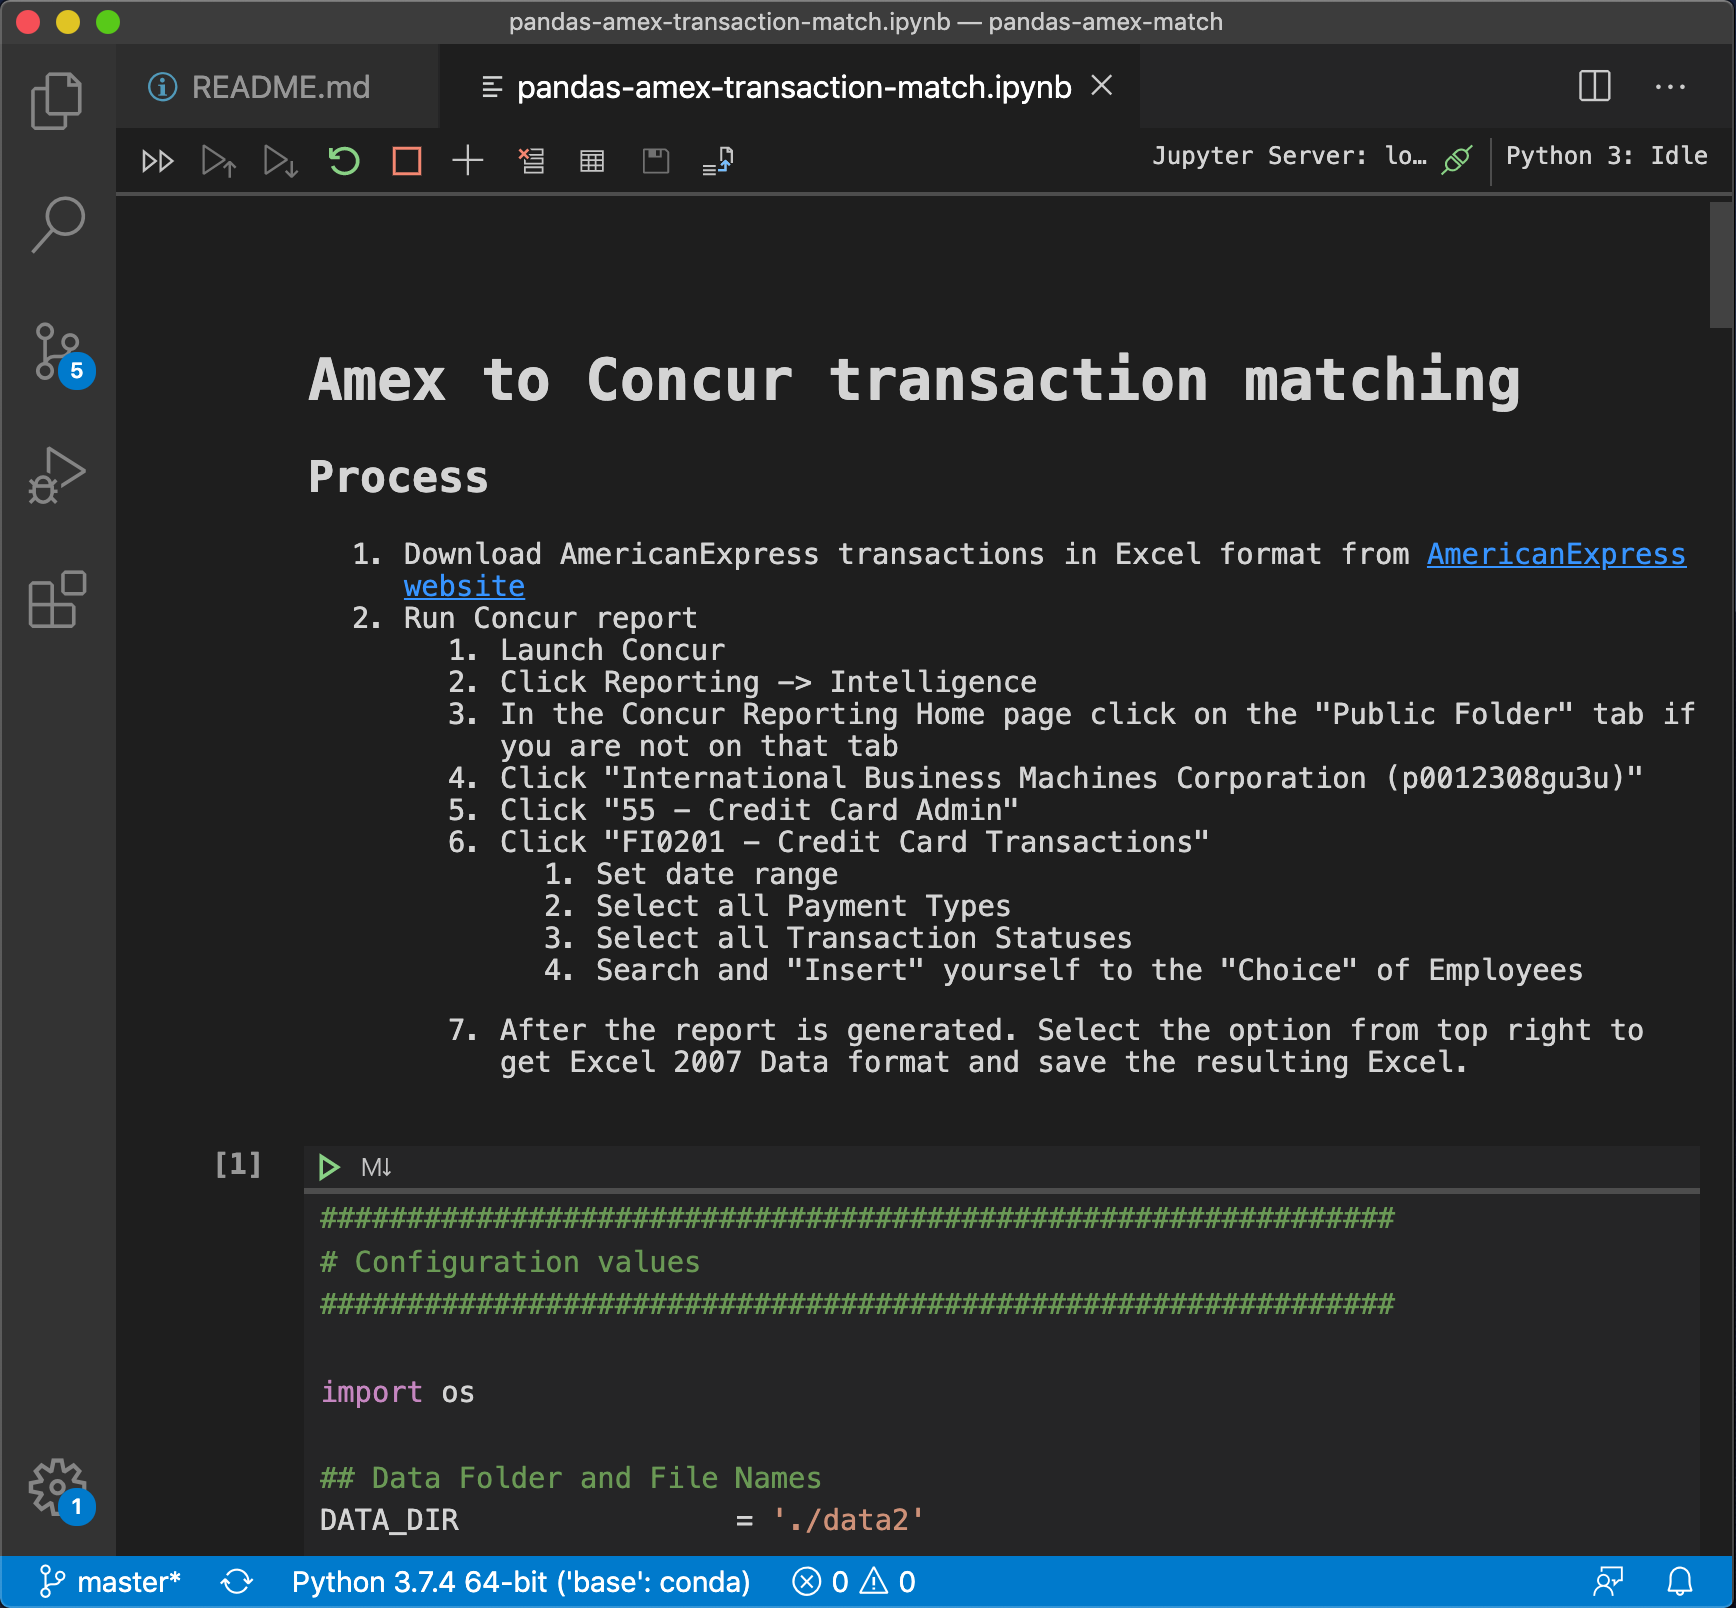 pandas-amex-transaction-match.ipynb — pandas-amex-match
README.md
pandas-amex-transaction-match.ipynb
Jupyter Server: lo…
Python 3: Idle
5
Amex to Concur transaction matching
Process
1. Download AmericanExpress transactions in Excel format from AmericanExpress
website
2. Run Concur report
1. Launch Concur
2. Click Reporting —> Intelligence
3. In the Concur Reporting Home page click on the "Public Folder" tab if
you are not on that tab
4. Click "International Business Machines Corporation (p0012308gu3u)"
5. Click "55 – Credit Card Admin"
6. Click "FI0201 – Credit Card Transactions"
1. Set date range
2. Select all Payment Types
3. Select all Transaction Statuses
4. Search and "Insert" yourself to the "Choice" of Employees
7. After the report is generated. Select the option from top right to
get Excel 2007 Data format and save the resulting Excel.
[1]
M↓
##############################################################
# Configuration values
##############################################################
import os
## Data Folder and File Names
DATA_DIR = './data2'
1
master*
Python 3.7.4 64-bit ('base': conda)
0
0